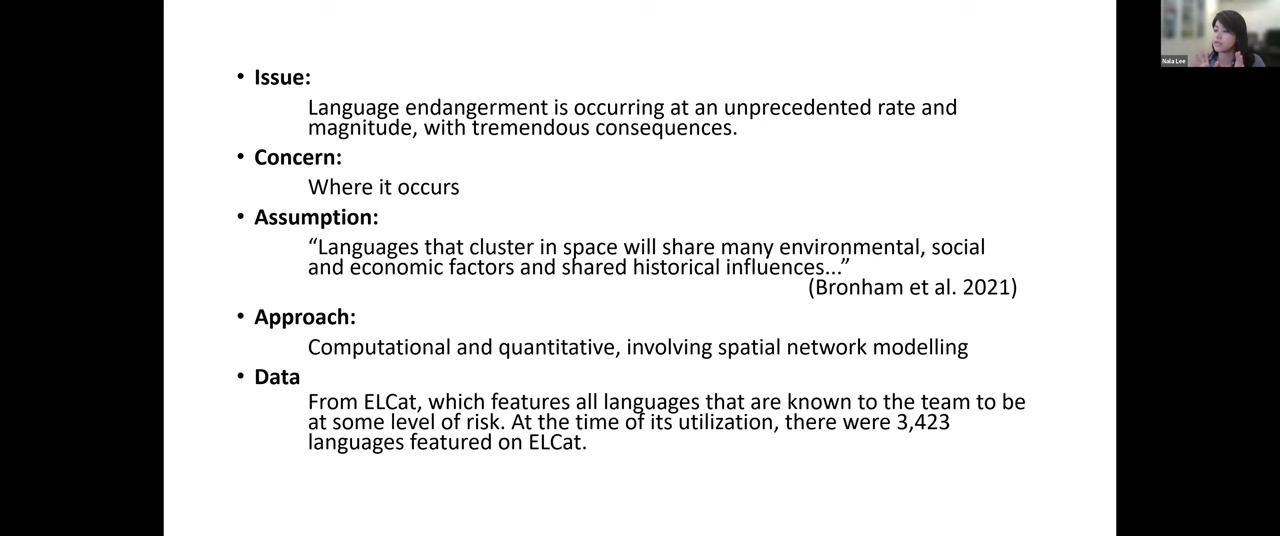 • Issue:
Language endangerment is occurring at an unprecedented rate and
magnitude, with tremendous consequences.
• Concern:
Where it occurs
• Assumption:
“Languages that cluster in space will share many environmental, social
and economic factors and shared historical influences...”
(Bronham et al. 2021)
• Approach:
Computational and quantitative, involving spatial network modelling
• Data
From ELCat, which features all languages that are known to the team to be
at some level of risk. At the time of its utilization, there were 3,423
languages featured on ELCat.
Nala Lee